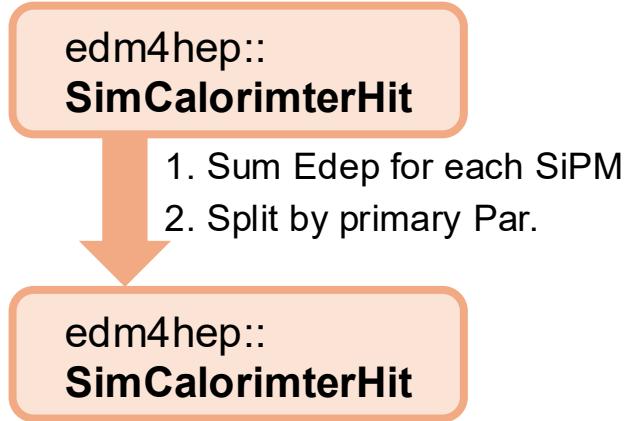 edm4hep::
SimCalorimterHit
1. Sum Edep for each SiPM
2. Split by primary Par.
edm4hep::
SimCalorimterHit